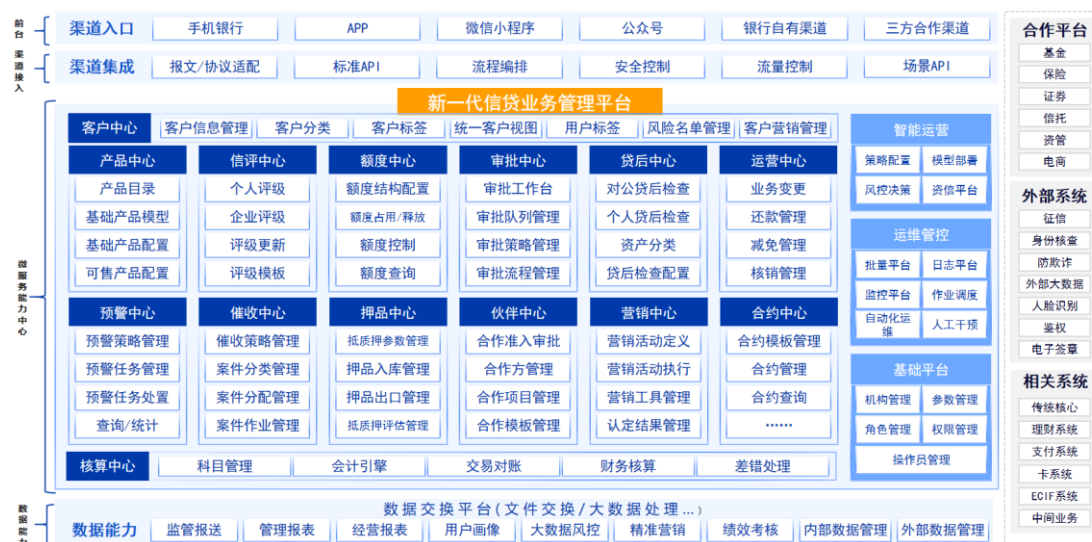 前台
渠道入口
手机银行
APP
微信小程序
公众号
银行自有渠道
三方合作渠道
渠道接入
渠道集成
报文/协议适配
标准API
流程编排
安全控制
流量控制
场景API
新一代信贷业务管理平台
微服务能力中心
客户中心
客户信息管理
客户分类
客户标签
统一客户视图
用户标签
风险名单管理
客户营销管理
产品中心
产品目录
基础产品模型
基础产品配置
可售产品配置
信评中心
个人评级
企业评级
评级更新
评级模板
额度中心
额度结构配置
额度占用/释放
额度控制
额度查询
审批中心
审批工作台
审批队列管理
审批策略管理
审批流程管理
贷后中心
对公贷后检查
个人贷后检查
资产分类
贷后检查配置
运营中心
业务变更
还款管理
减免管理
核销管理
预警中心
预警策略管理
预警任务管理
预警任务处置
查询/统计
催收中心
催收策略管理
案件分类管理
案件分配管理
案件作业管理
押品中心
抵质押参数管理
押品入库管理
押品出口管理
抵质押评估管理
伙伴中心
合作准入审批
合作方管理
合作项目管理
合作模板管理
营销中心
营销活动定义
营销活动执行
营销工具管理
认定结果管理
合约中心
合约模板管理
合约管理
合约查询
……
核算中心
科目管理
会计引擎
交易对账
财务核算
差错处理
智能运营
策略配置
模型部署
风控决策
资信平台
运维管控
批量平台
日志平台
监控平台
作业调度
自动化运
维
人工干预
基础平台
机构管理
参数管理
角色管理
权限管理
操作员管理
数据能力
数据交换平台(文件交换/大数据处理...)
数据能力
监管报送
管理报表
经营报表
用户画像
大数据风控
精准营销
绩效考核
内部数据管理
外部数据管理
合作平台
基金
保险
证券
信托
资管
电商
外部系统
征信
身份核查
防欺诈
外部大数据
人脸识别
鉴权
电子签章
相关系统
传统核心
理财系统
支付系统
卡系统
ECIF系统
中间业务